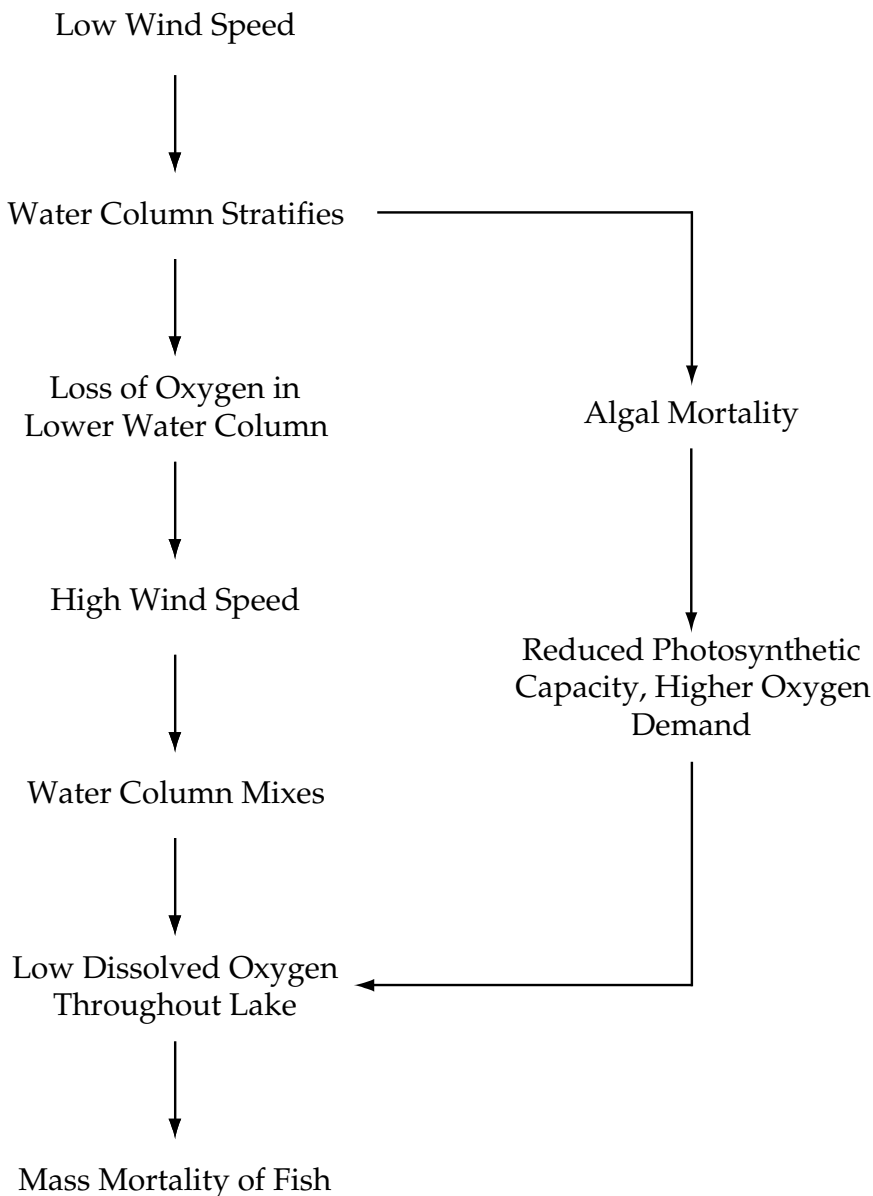 Low Wind Speed
Water Column Stratifies
Loss of Oxygen in
Lower Water Column
Algal Mortality
High Wind Speed
Reduced Photosynthetic
Capacity, Higher Oxygen
Demand
Water Column Mixes
Low Dissolved Oxygen
Throughout Lake
Mass Mortality of Fish